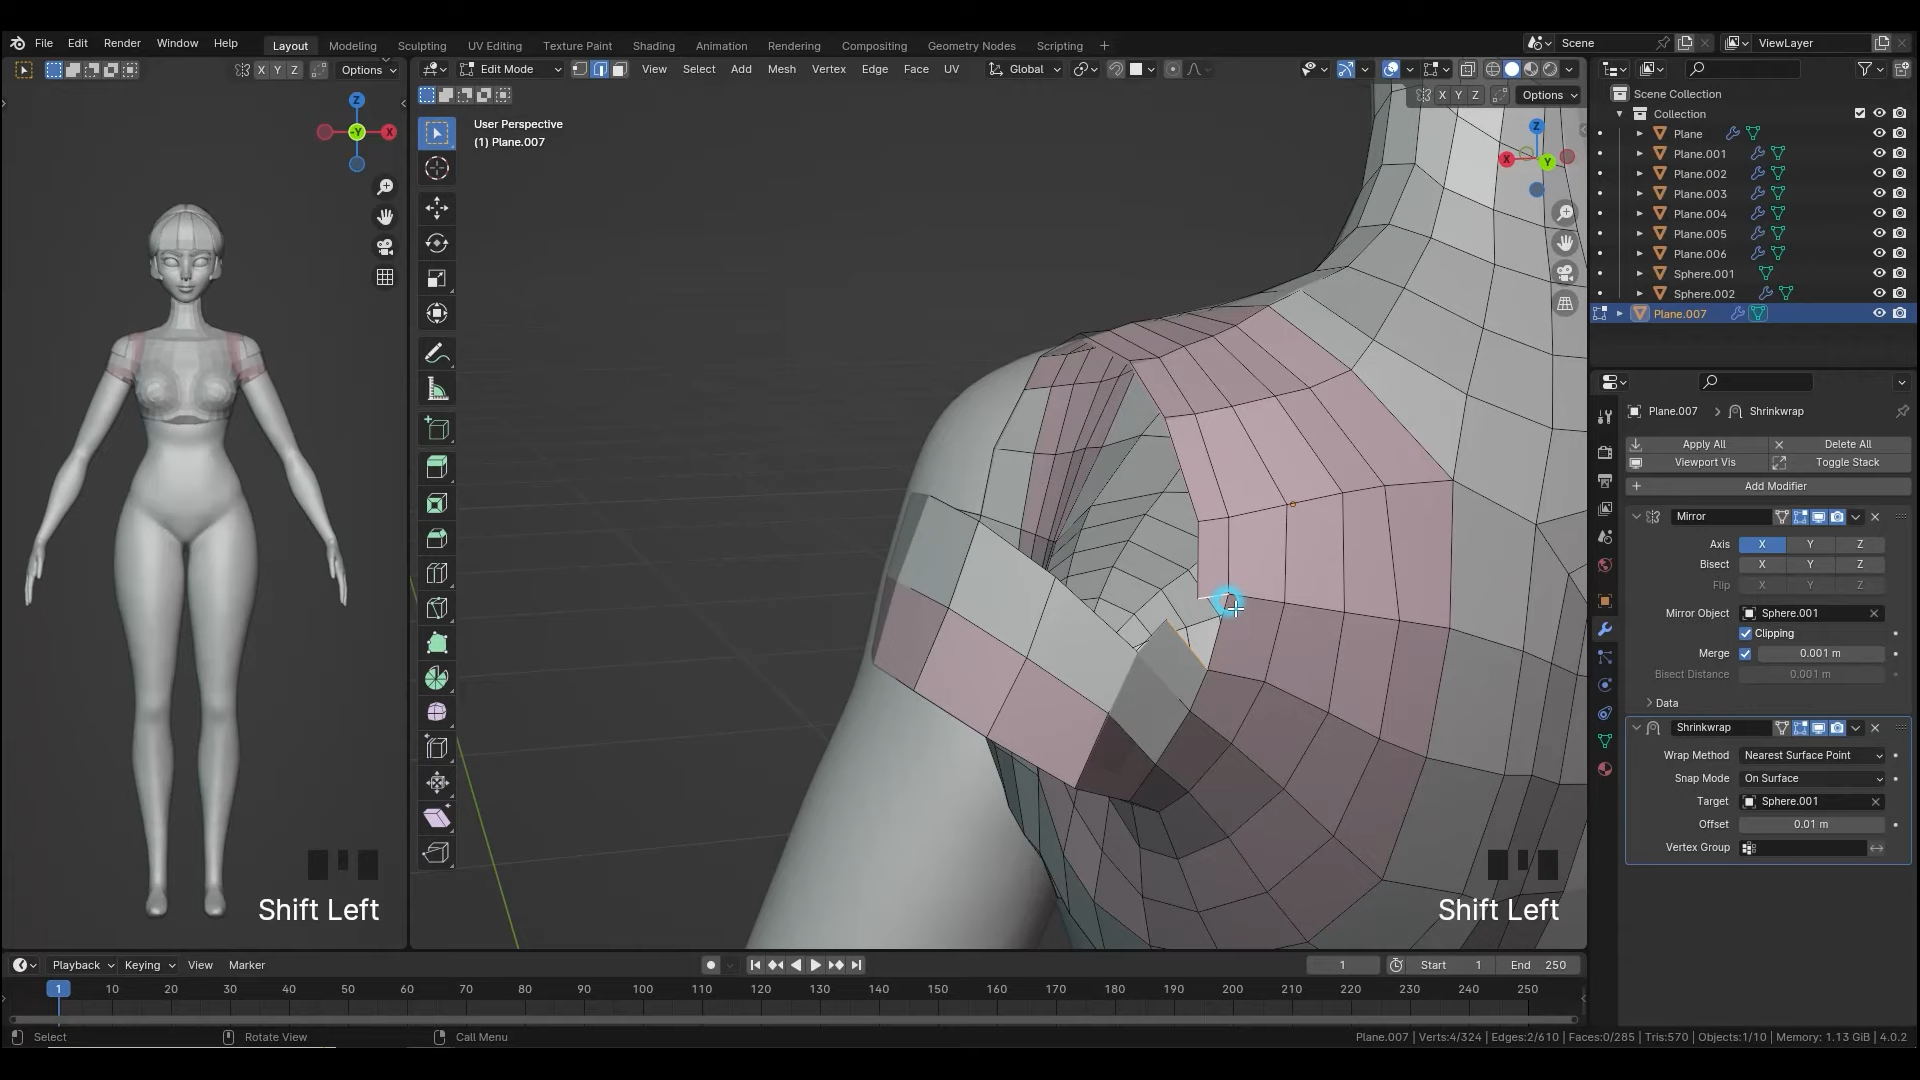 File Edit Render Window Help Layout Modeling Sculpting UV Editing Texture Paint Shading Animation Rendering Compositing Geometry Nodes Scripting + Scene ViewLayer
X Y Z Options Edit Mode View Select Add Mesh Vertex Edge Face UV Global
X Y Z Options
User Perspective
(1) Plane.007
Z
-Y X
Z
X Y
Scene Collection
Collection
Plane
Plane.001
Plane.002
Plane.003
Plane.004
Plane.005
Plane.006
Sphere.001
Sphere.002
Plane.007
Plane.007 > Shrinkwrap
Apply All Delete All
Viewport Vis Toggle Stack
Add Modifier
Mirror
Axis X Y Z
Bisect X Y Z
Flip X Y Z
Mirror Object Sphere.001
Clipping
Merge 0.001 m
Bisect Distance 0.001 m
Data
Shrinkwrap
Wrap Method Nearest Surface Point
Snap Mode On Surface
Target Sphere.001
Offset 0.01 m
Vertex Group
Shift Left
Shift Left
Playback Keying View Marker 1 Start 1 End 250
1 10 20 30 40 50 60 70 80 90 100 110 120 130 140 150 160 170 180 190 200 210 220 230 240 250
Select Rotate View Call Menu Plane.007 | Verts:4/324 | Edges:2/610 | Faces:0/285 | Tris:570 | Objects:1/10 | Memory: 1.13 GiB | 4.0.2